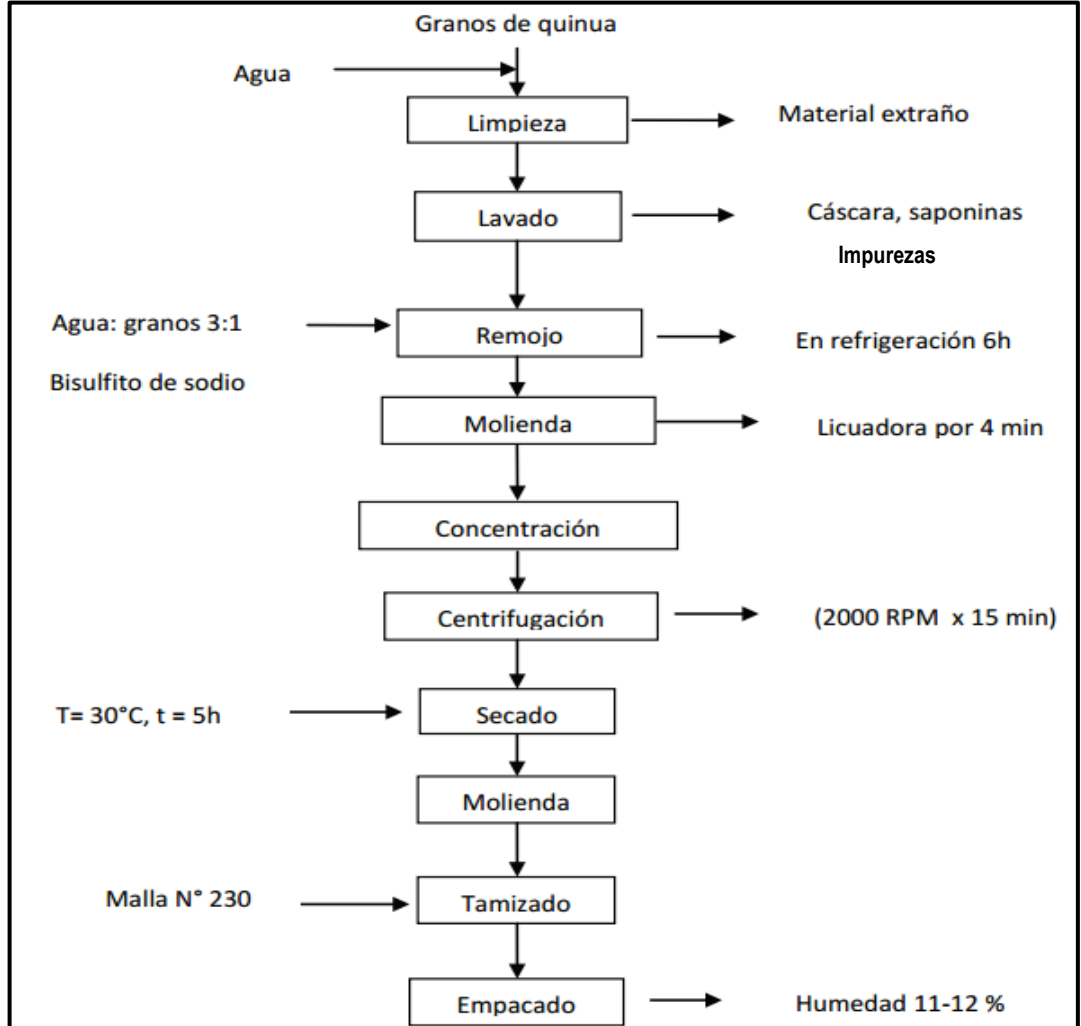 Granos de quinua
Agua
Limpieza
Material extraño
Lavado
Cáscara, saponinas
Impurezas
Agua: granos 3:1
Remojo
En refrigeración 6h
Bisulfito de sodio
Molienda
Licuadora por 4 min
Concentración
Centrifugación
(2000 RPM x 15 min)
T= 30°C, t = 5h
Secado
Molienda
Malla N° 230
Tamizado
Empacado
Humedad 11-12 %